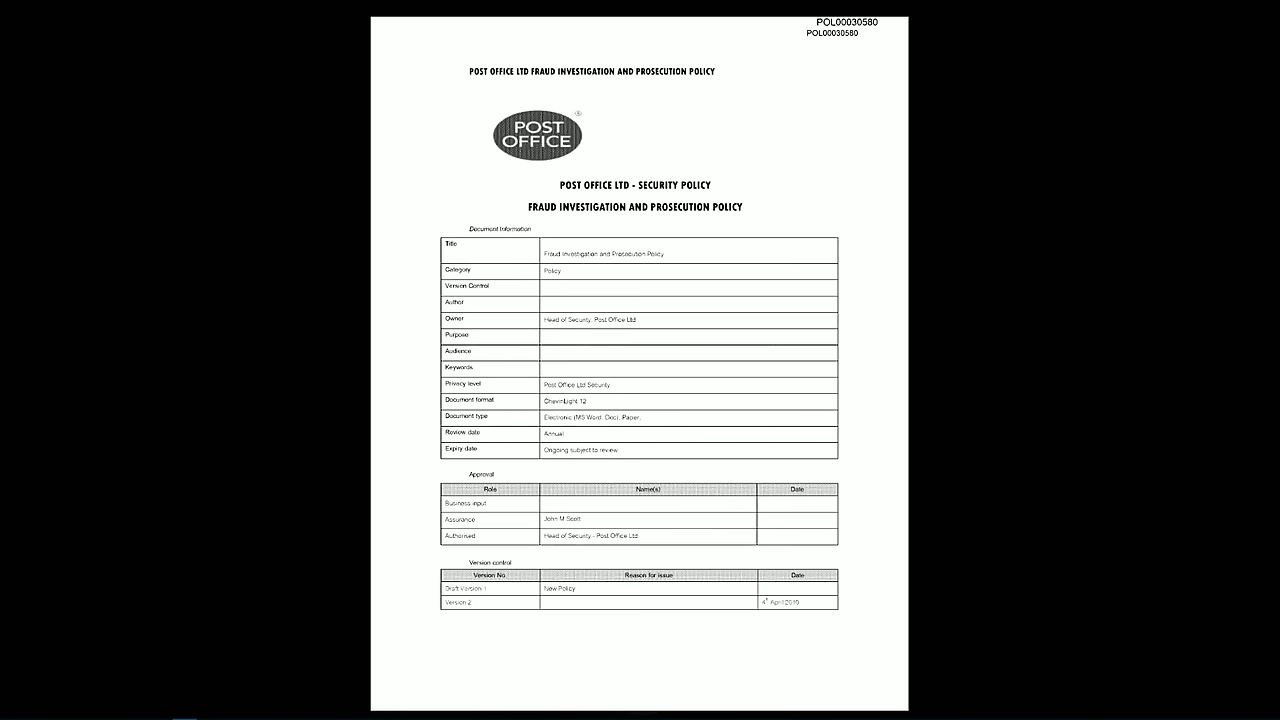 POL00030580
POL00030580
POST OFFICE LTD FRAUD INVESTIGATION AND PROSECUTION POLICY
POST
OFFICE
®
POST OFFICE LTD - SECURITY POLICY
FRAUD INVESTIGATION AND PROSECUTION POLICY
Document Information
Title
Fraud Investigation and Prosecution Policy
Category Policy
Version Control
Author
Owner Head of Security, Post Office Ltd
Purpose
Audience
Keywords
Privacy level Post Office Ltd Security
Document format ChevinLight 12
Document type Electronic (MS Word. Doc), Paper.
Review date Annual
Expiry date Ongoing subject to review
Approval
Role Name(s) Date
Business input
Assurance John M Scott
Authorised Head of Security - Post Office Ltd
Version control
Version No Reason for issue Date
Draft Version 1 New Policy
Version 2 4th April 2010